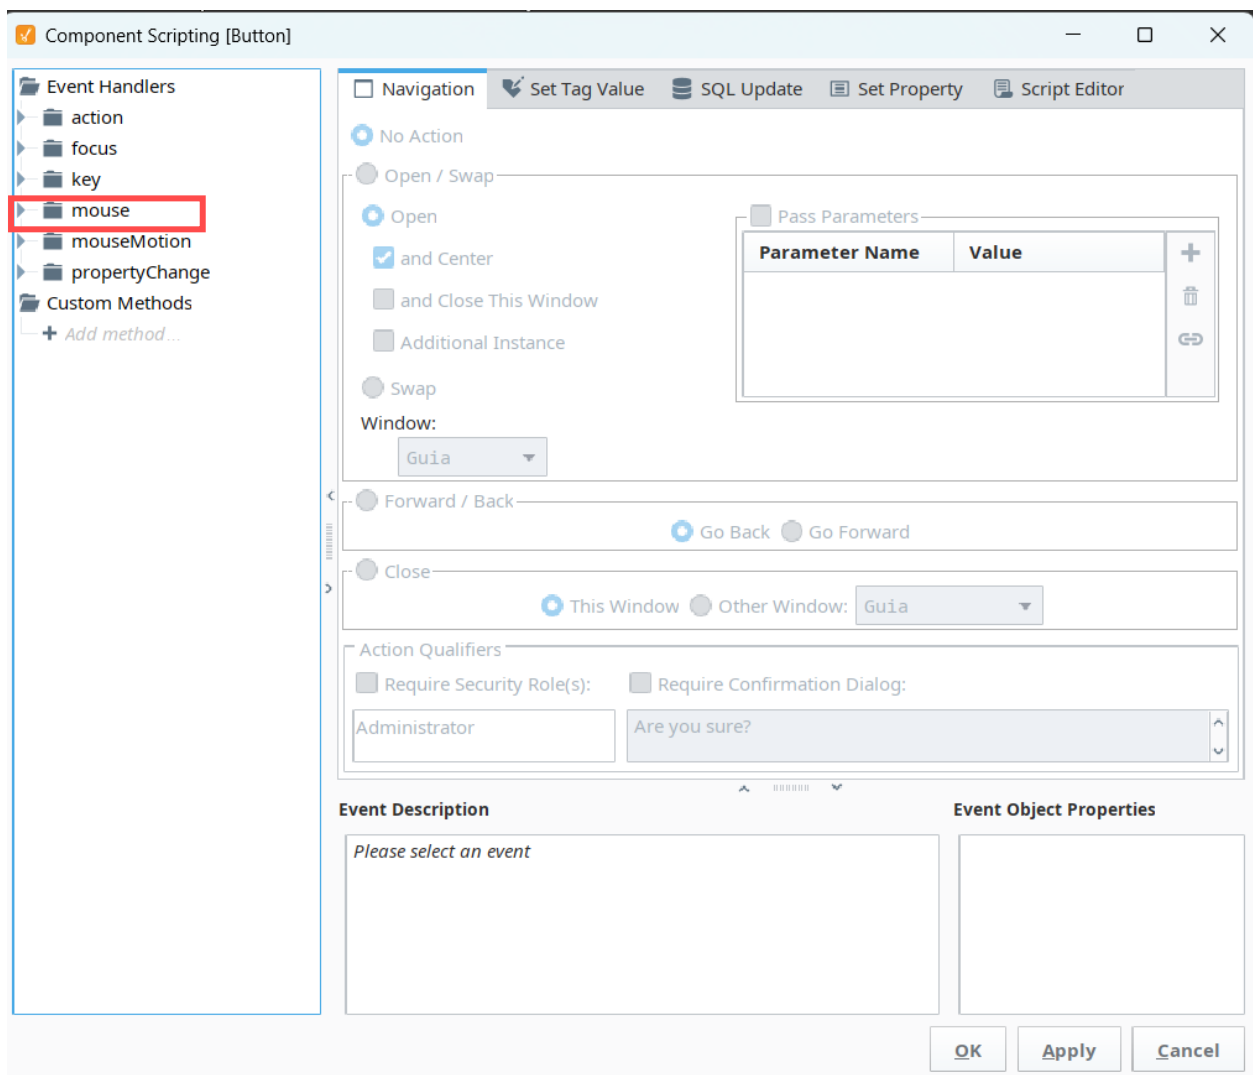 Component Scripting [Button]
Event Handlers
action
focus
key
mouse
mouseMotion
propertyChange
Custom Methods
Add method...
Navigation
Set Tag Value
SQL Update
Set Property
Script Editor
No Action
Open / Swap
Open
and Center
and Close This Window
Additional Instance
Swap
Window:
Guia
Pass Parameters
Parameter Name Value
Forward / Back
Go Back Go Forward
Close
This Window Other Window: Guia
Action Qualifiers
Require Security Role(s): Require Confirmation Dialog:
Administrator Are you sure?
Event Description
Please select an event
Event Object Properties
OK Apply Cancel